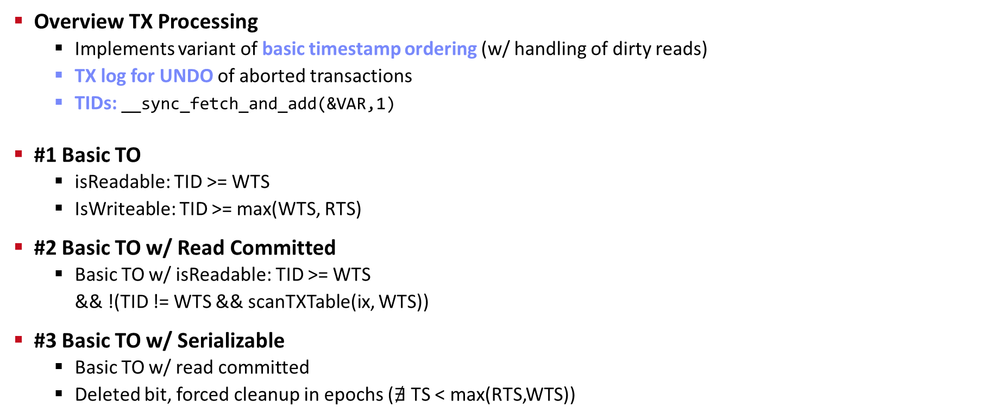 Overview TX Processing
Implements variant of basic timestamp ordering (w/ handling of dirty reads)
TX log for UNDO of aborted transactions
TIDs: __sync_fetch_and_add(&VAR,1)
#1 Basic TO
isReadable: TID >= WTS
IsWriteable: TID >= max(WTS, RTS)
#2 Basic TO w/ Read Committed
Basic TO w/ isReadable: TID >= WTS
&& !(TID != WTS && scanTXTable(ix, WTS))
#3 Basic TO w/ Serializable
Basic TO w/ read committed
Deleted bit, forced cleanup in epochs (∄ TS < max(RTS,WTS))